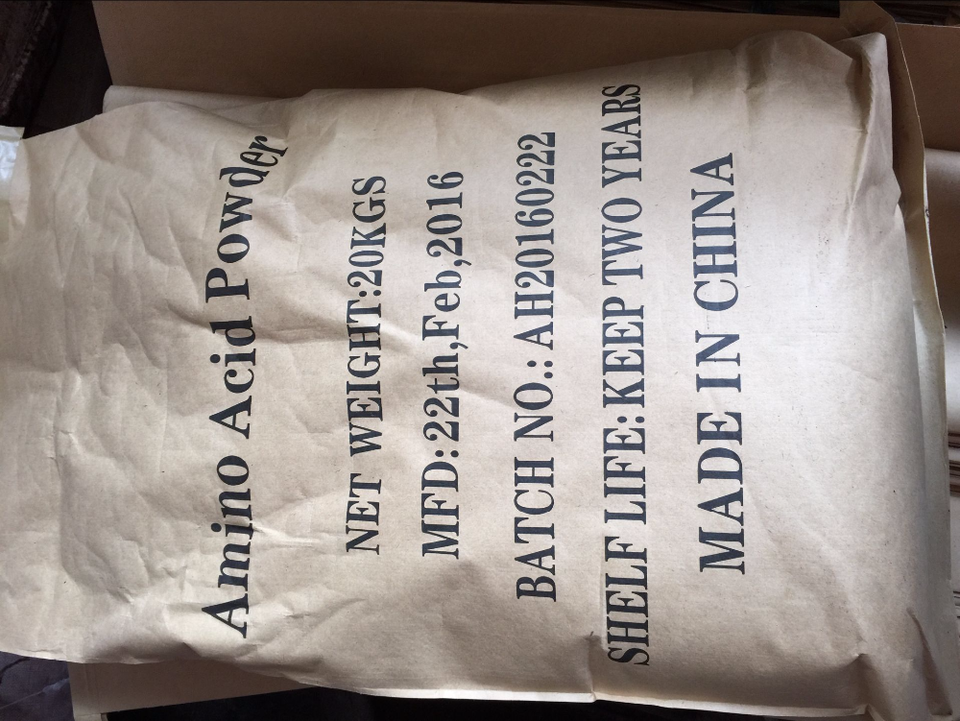 Amino Acid Powder
NET WEIGHT:20KGS
MFD:22th,Feb,2016
BATCH NO.: AH20160222
SHELF LIFE: KEEP TWO YEARS
MADE IN CHINA